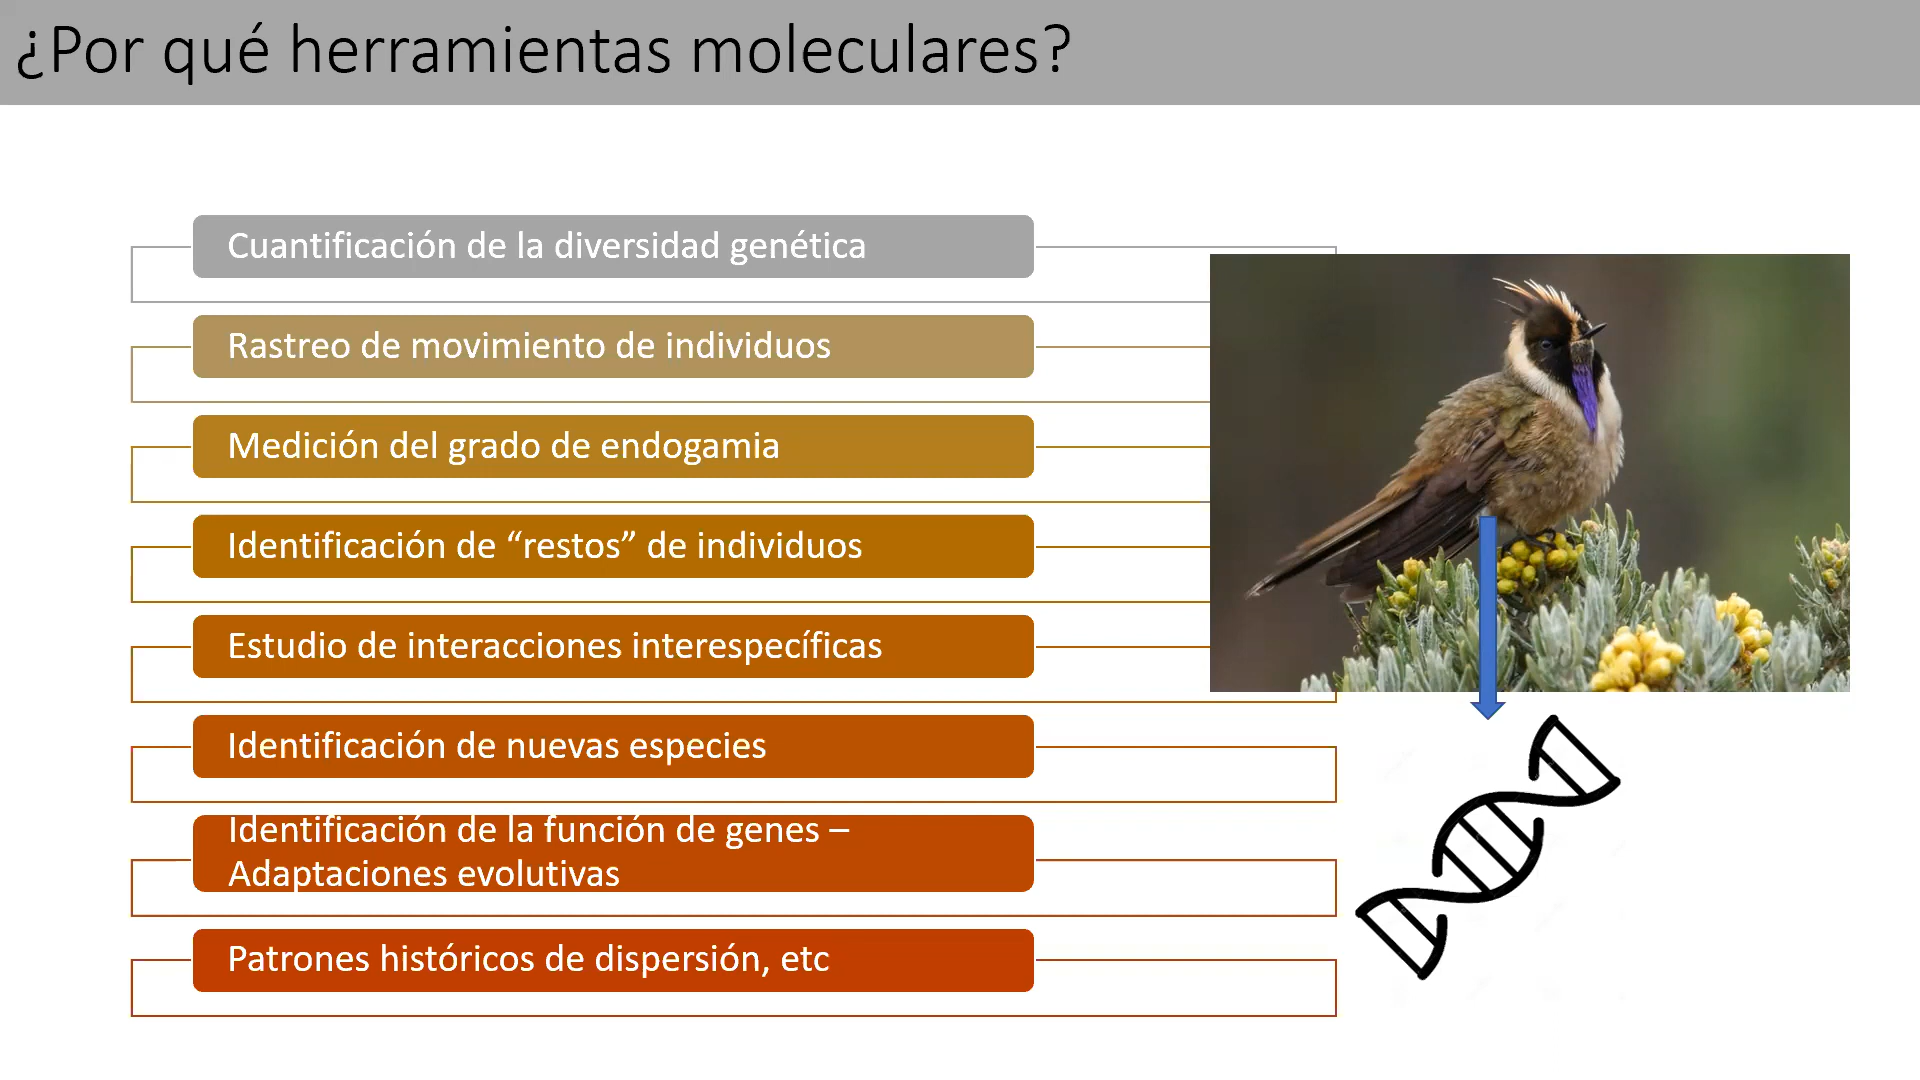 ¿Por qué herramientas moleculares?
Cuantificación de la diversidad genética
Rastreo de movimiento de individuos
Medición del grado de endogamia
Identificación de “restos” de individuos
Estudio de interacciones interespecíficas
Identificación de nuevas especies
Identificación de la función de genes –
Adaptaciones evolutivas
Patrones históricos de dispersión, etc